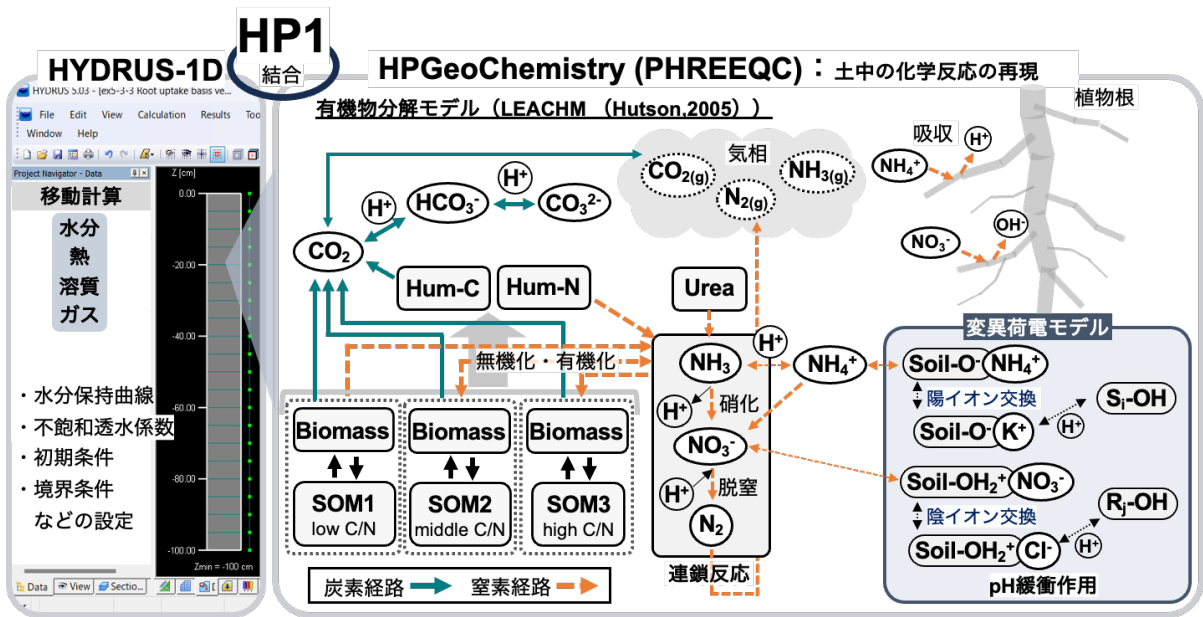 HP1
結合
HYDRUS-1D
HPGeoChemistry (PHREEQC)：土中の化学反応の再現
HYDRUS 5.03 - [ex5-3-3 Root uptake basis ve...
File Edit View Calculation Results Too
Window Help
Project Navigator - Data
移動計算
水分
熱
溶質
ガス
・水分保持曲線
・不飽和透水係数
・初期条件
・境界条件
などの設定
Z [cm]
0.00
-20.00
-40.00
-60.00
-80.00
-100.00
Zmin = -100 cm
Data View Sectio...
有機物分解モデル（LEACHM （Hutson,2005））
気相
CO2(g)
N2(g)
NH3(g)
H+
HCO3-
H+
CO32-
CO2
Hum-C
Hum-N
Urea
無機化・有機化
Biomass
Biomass
Biomass
SOM1
low C/N
SOM2
middle C/N
SOM3
high C/N
NH3
H+
NH4+
H+
硝化
NO3-
H+
脱窒
N2
連鎖反応
炭素経路
窒素経路
植物根
吸収
NH4+
H+
NO3-
OH-
変異荷電モデル
Soil-O-
NH4+
陽イオン交換
Soil-O-
K+
Si-OH
H+
Soil-OH2+
NO3-
陰イオン交換
Soil-OH2+
Cl-
Rj-OH
H+
pH緩衝作用